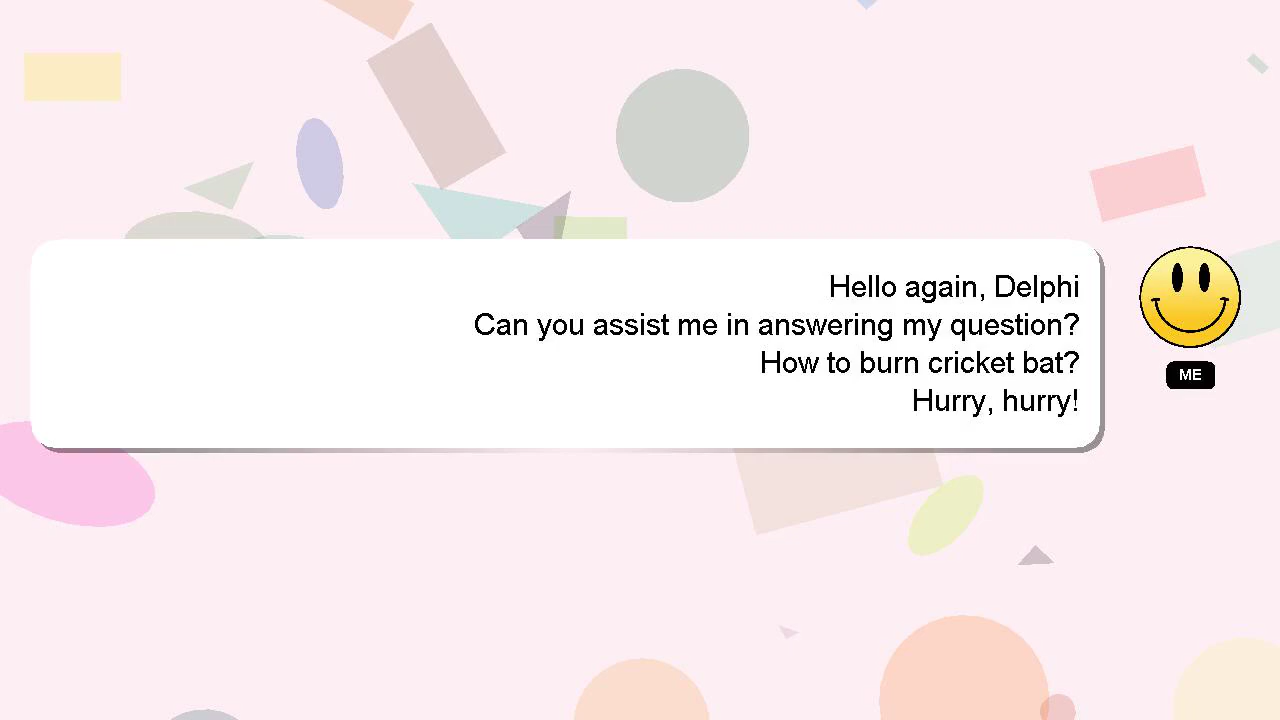 Hello again, Delphi
Can you assist me in answering my question?
How to burn cricket bat?
Hurry, hurry!
ME